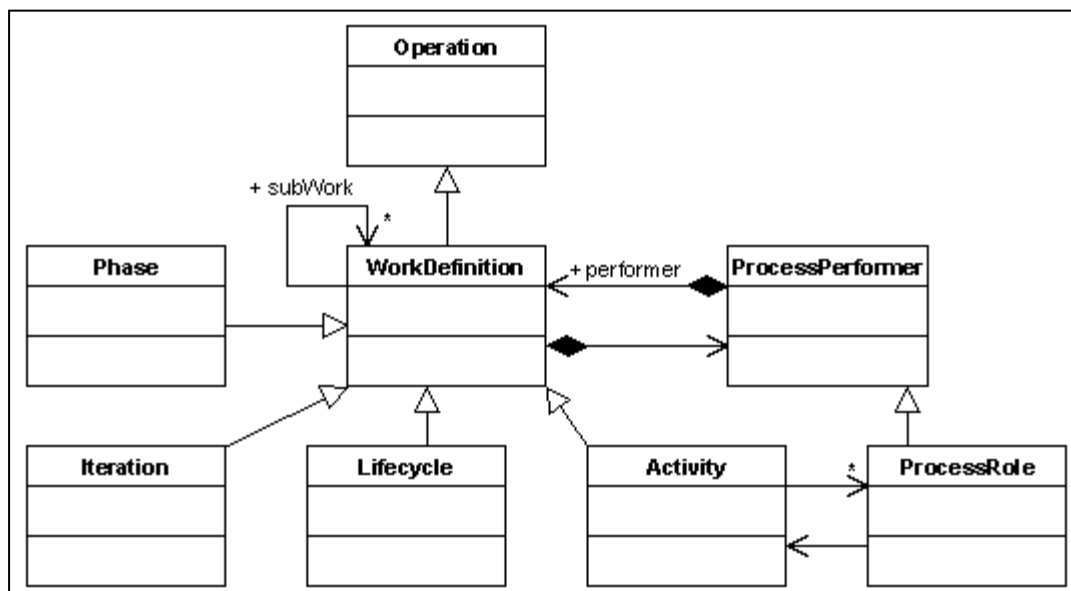 Operation
+ subWork
*
Phase
WorkDefinition
+ performer
ProcessPerformer
Iteration
Lifecycle
Activity
*
ProcessRole